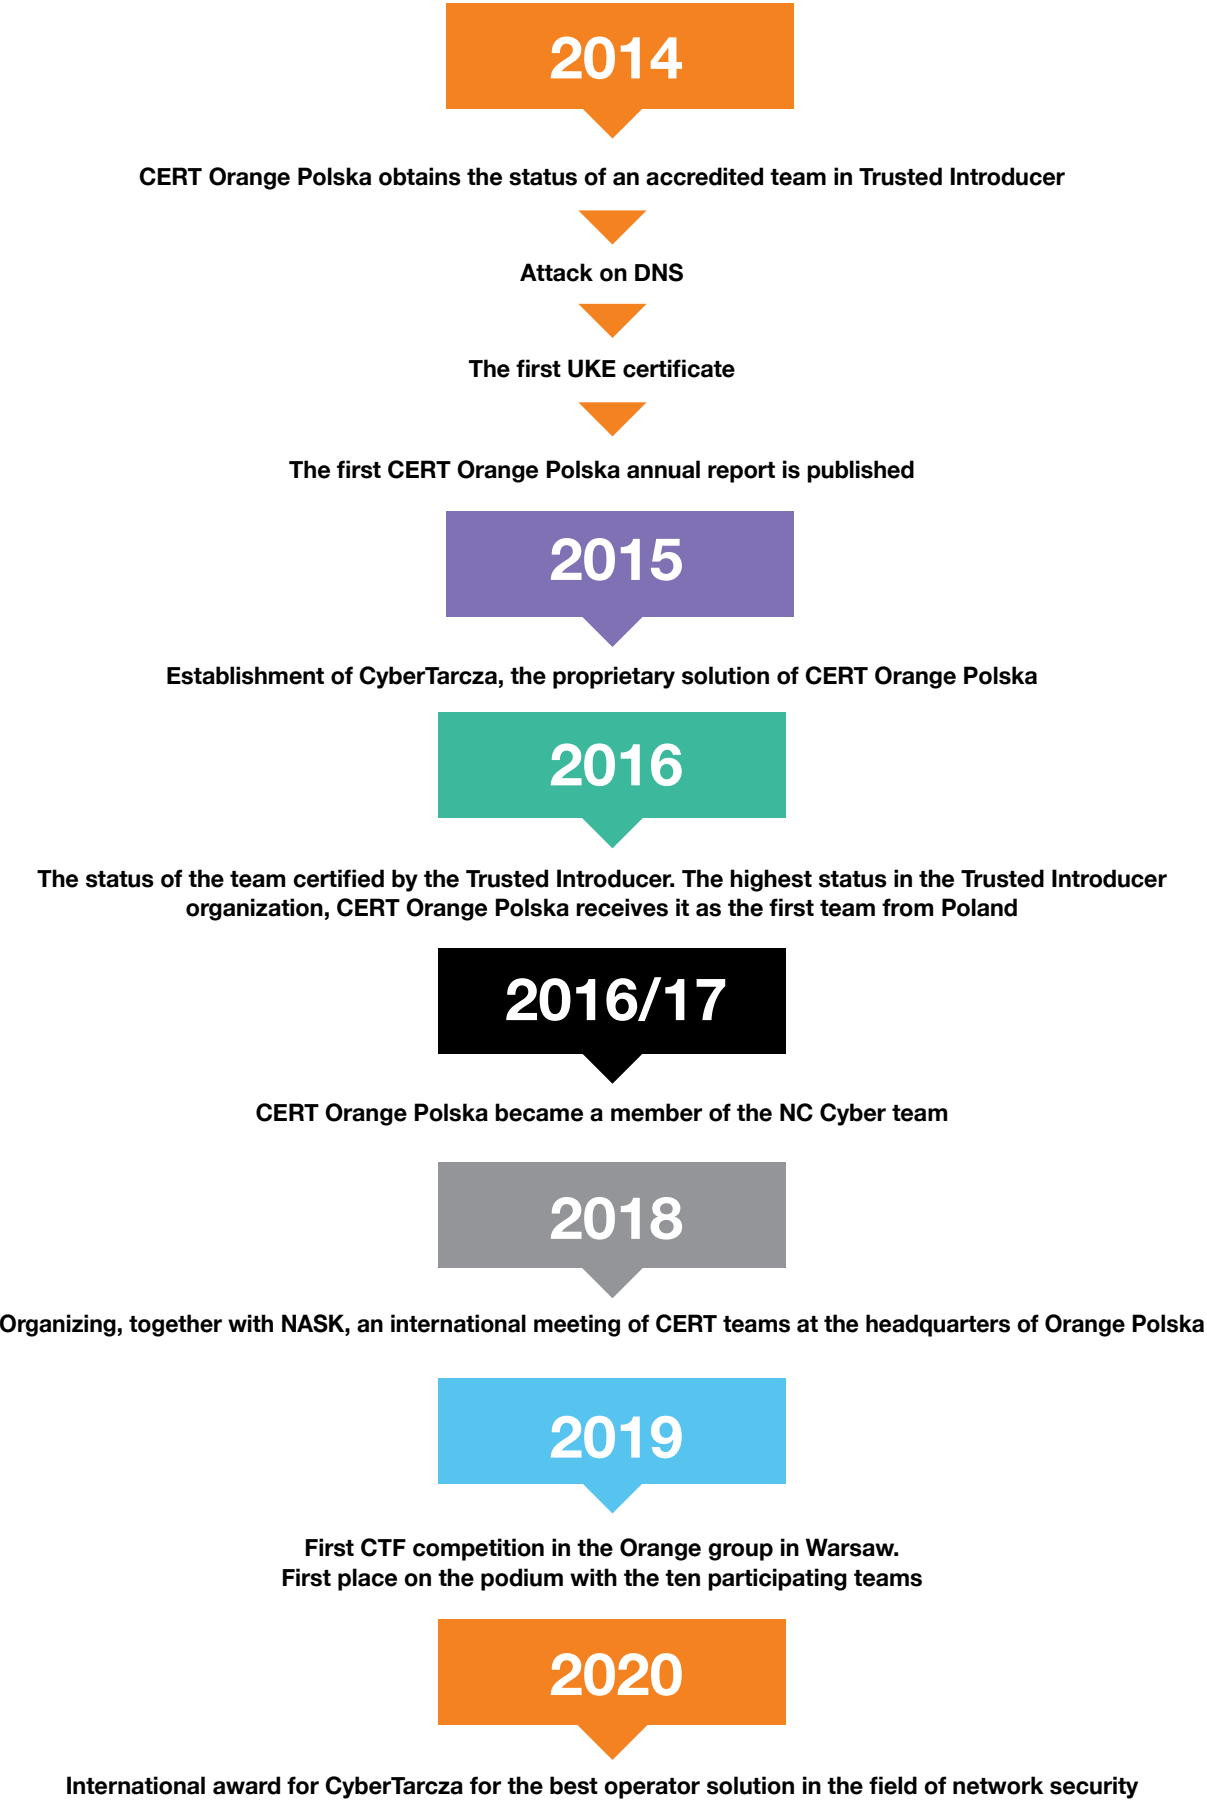 2014
CERT Orange Polska obtains the status of an accredited team in Trusted Introducer
Attack on DNS
The first UKE certificate
The first CERT Orange Polska annual report is published
2015
Establishment of CyberTarcza, the proprietary solution of CERT Orange Polska
2016
The status of the team certified by the Trusted Introducer. The highest status in the Trusted Introducer
organization, CERT Orange Polska receives it as the first team from Poland
2016/17
CERT Orange Polska became a member of the NC Cyber team
2018
Organizing, together with NASK, an international meeting of CERT teams at the headquarters of Orange Polska
2019
First CTF competition in the Orange group in Warsaw.
First place on the podium with the ten participating teams
2020
International award for CyberTarcza for the best operator solution in the field of network security